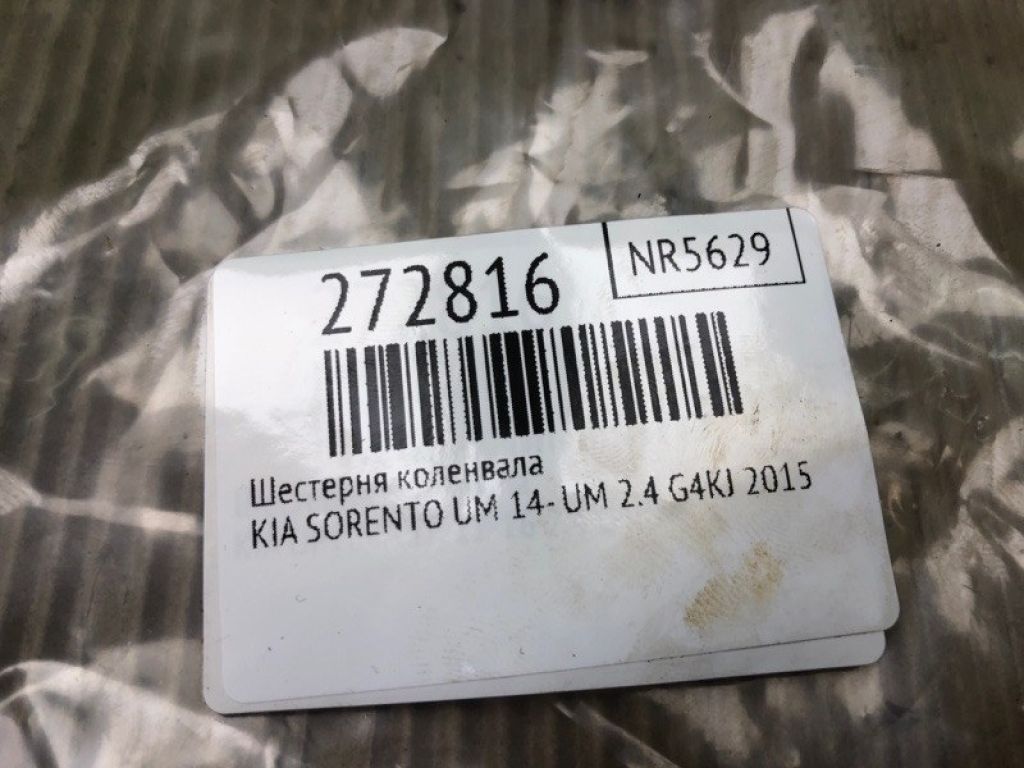 272816
NR5629
Шестерня коленвала
KIA SORENTO UM 14- UM 2.4 G4KJ 2015